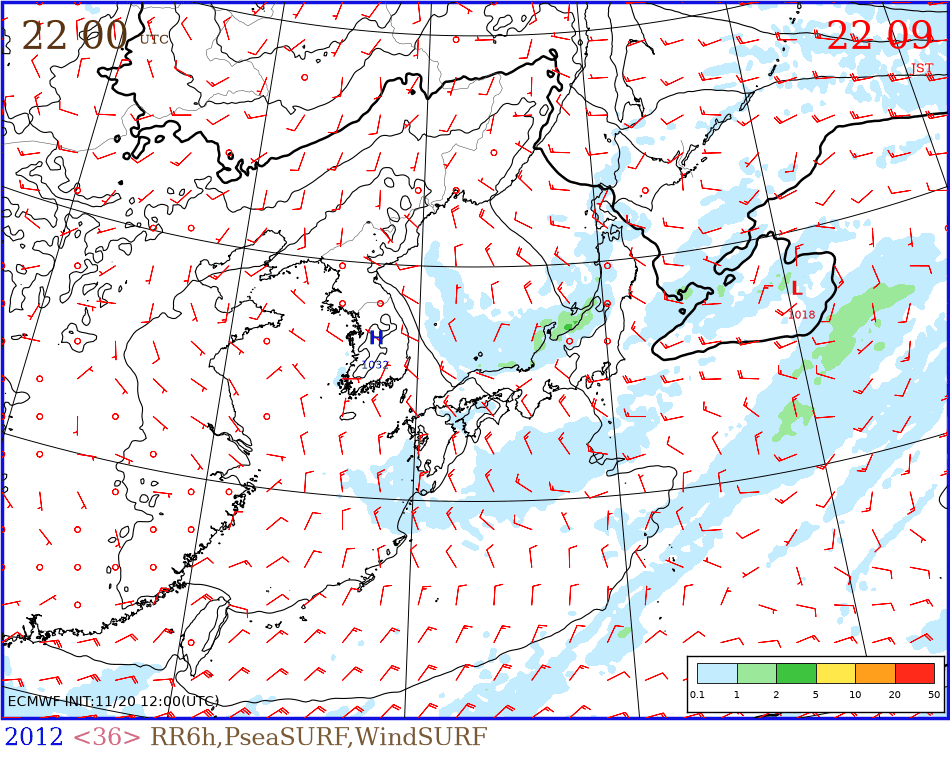 22 00 UTC
22 09
JST
L
1018
H
1032
0.1 1 2 5 10 20 50
ECMWF INIT:11/20 12:00(UTC)
2012 <36> RR6h,PseaSURF,WindSURF